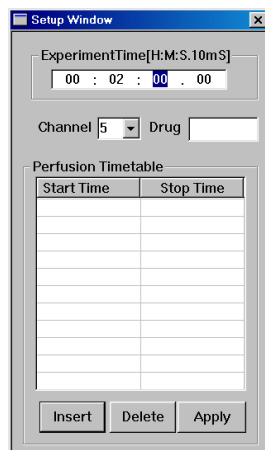 Setup Window
ExperimentTime[H:M:S.10mS]
00 : 02 : 00 . 00
Channel 5 Drug
Perfusion Timetable
Start Time Stop Time
Insert Delete Apply